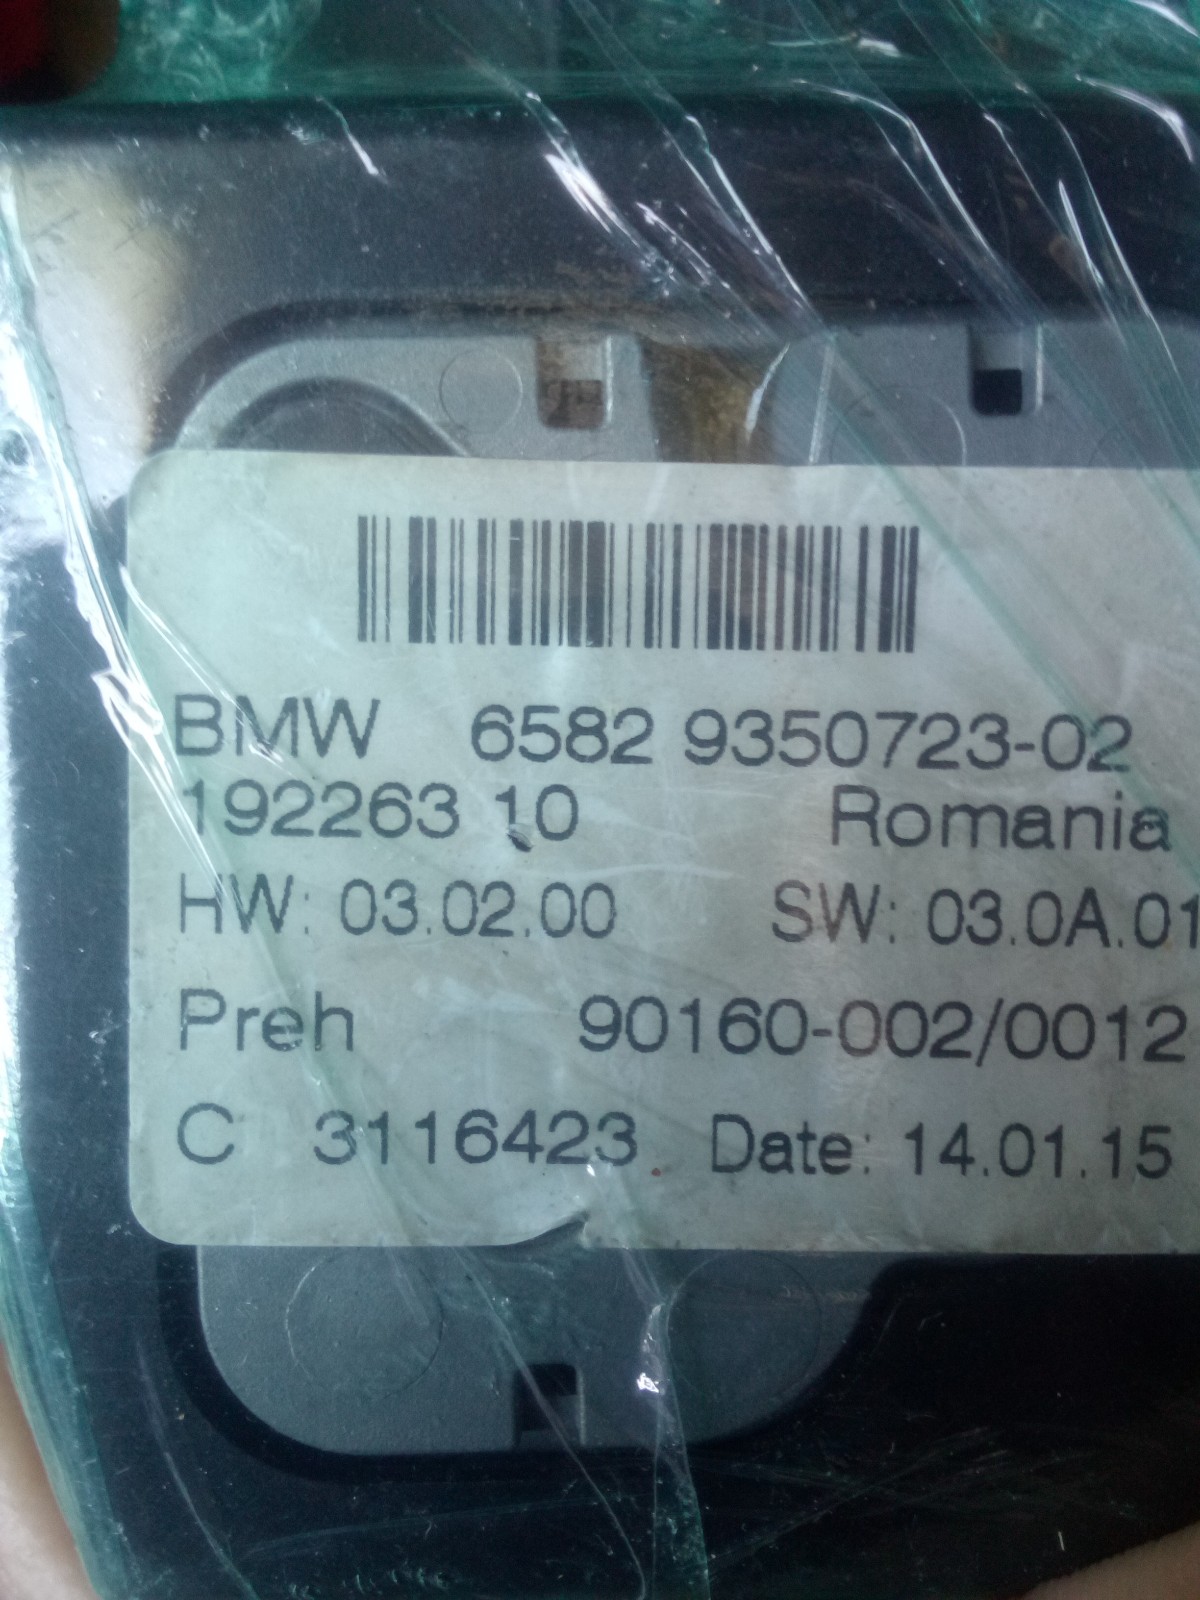 BMW 6582 9350723-02
192263 10 Romania
HW: 03.02.00 SW: 03.0A.01
Preh 90160-002/0012
C 3116423 Date: 14.01.15